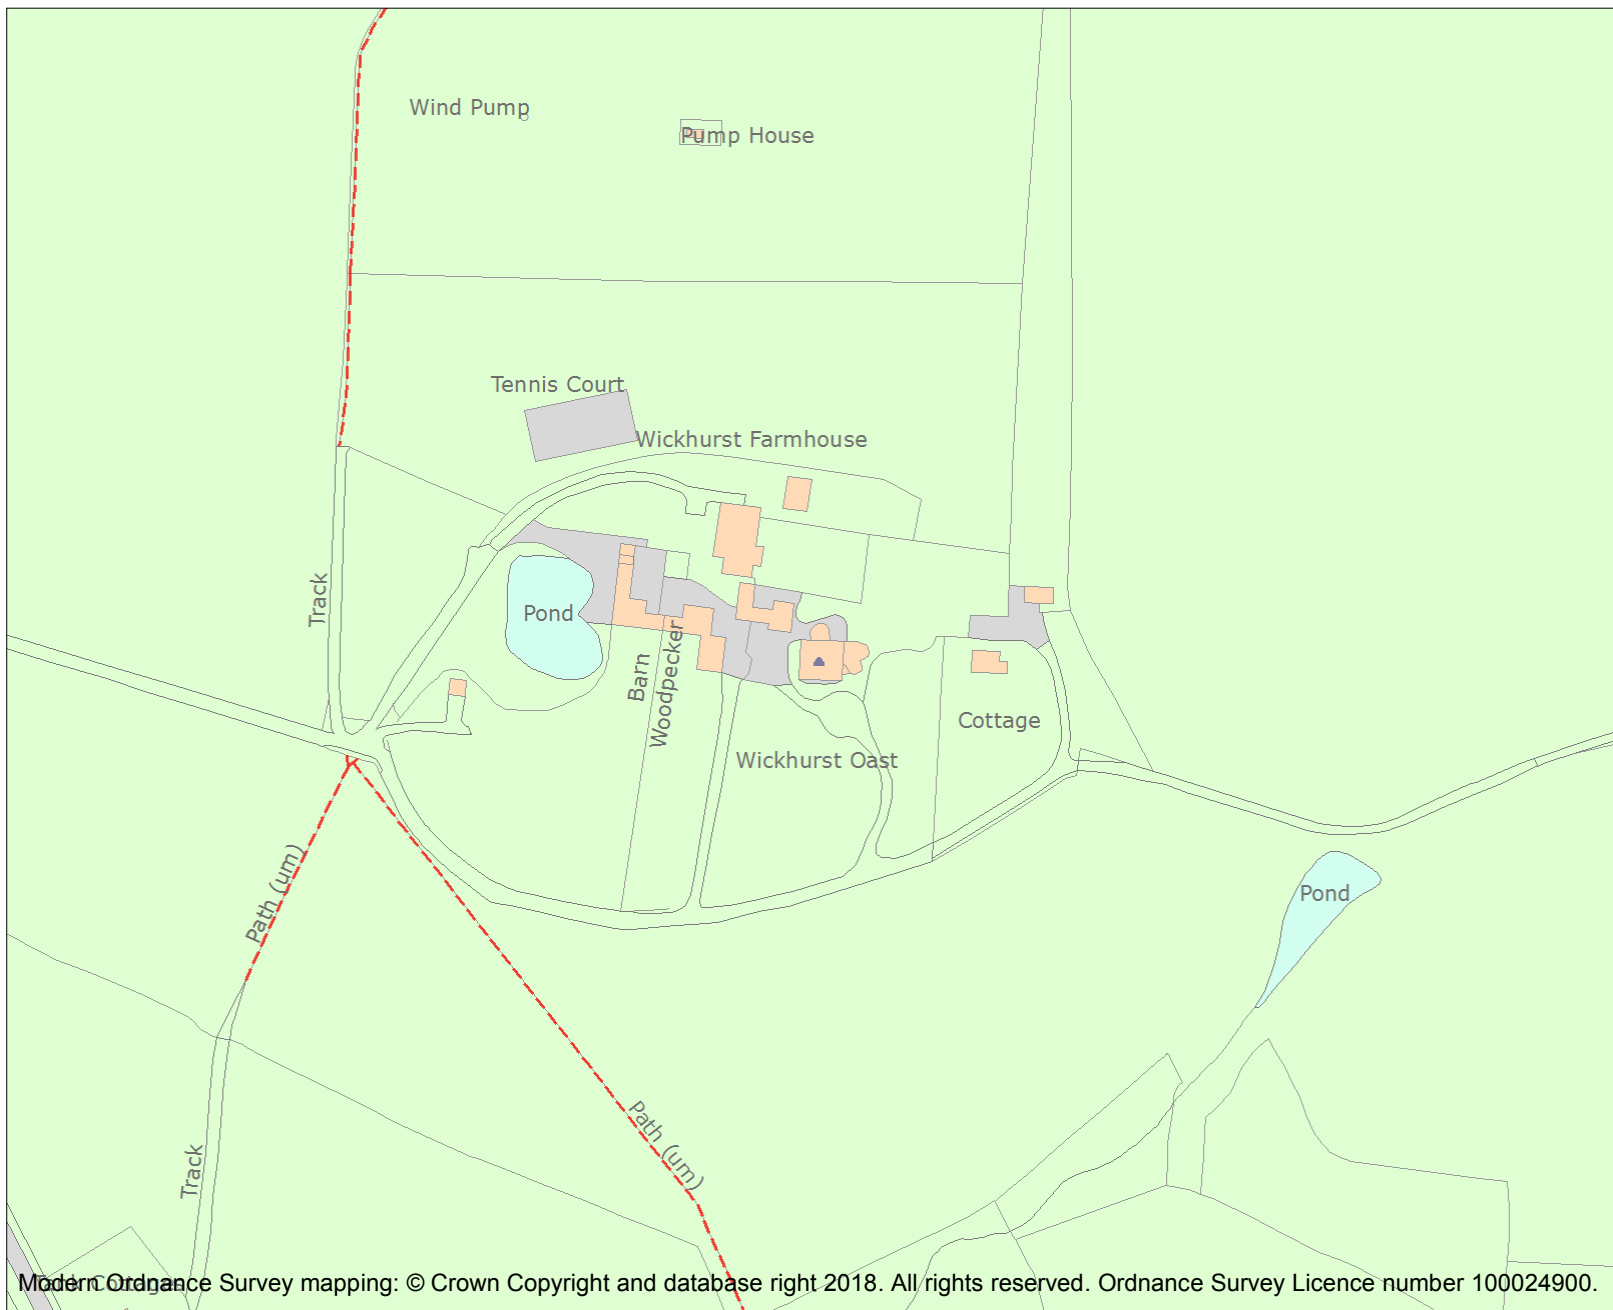 Wind Pump
Pump House
Tennis Court
Wickhurst Farmhouse
Track
Pond
Barn
Woodpecker
Cottage
Wickhurst Oast
Path (um)
Pond
Path (um)
Track
Modern Ordnance Survey mapping: © Crown Copyright and database right 2018. All rights reserved. Ordnance Survey Licence number 100024900.